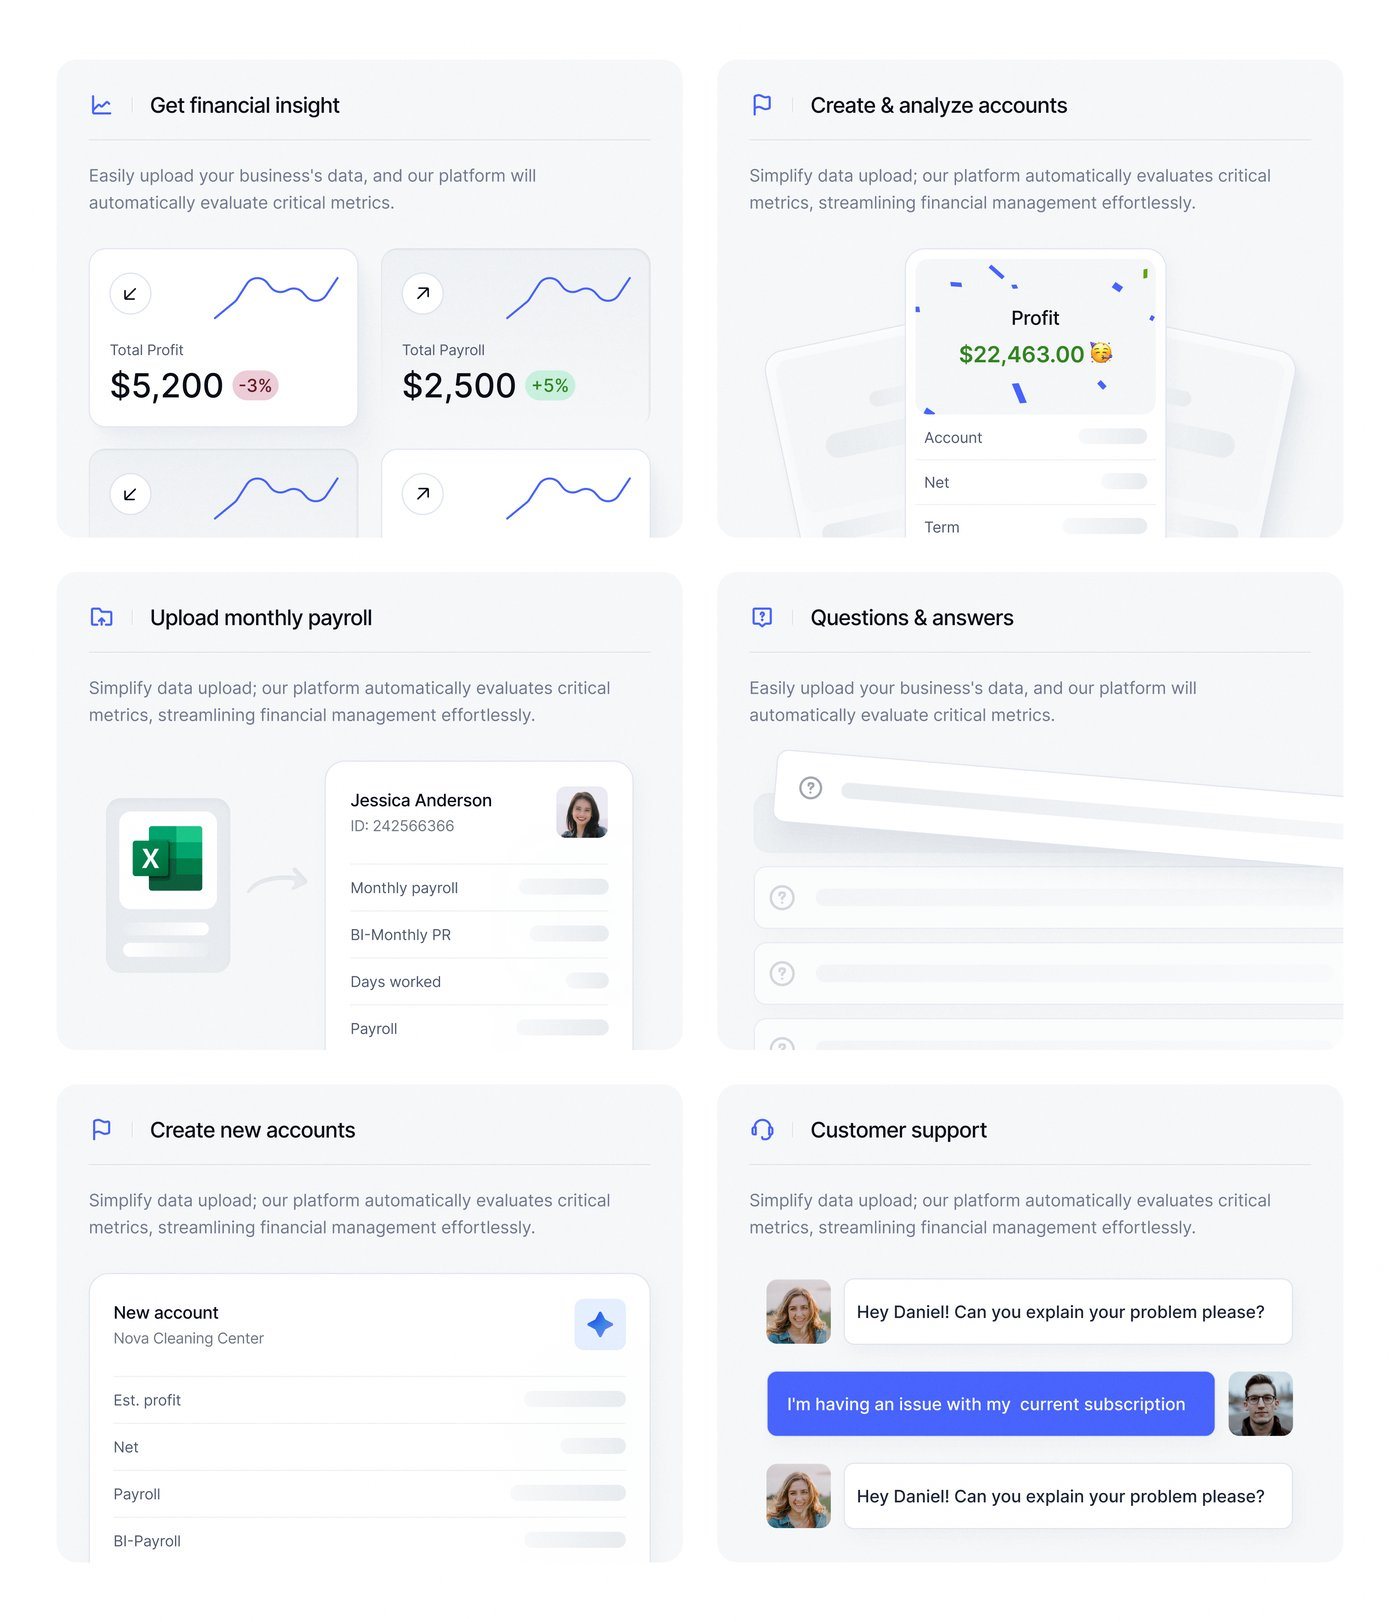 Get financial insight
Easily upload your business's data, and our platform will
automatically evaluate critical metrics.
Total Profit
$5,200 -3%
Total Payroll
$2,500 +5%
Create & analyze accounts
Simplify data upload; our platform automatically evaluates critical
metrics, streamlining financial management effortlessly.
Profit
$22,463.00 🥳
Account
Net
Term
Upload monthly payroll
Simplify data upload; our platform automatically evaluates critical
metrics, streamlining financial management effortlessly.
X
Jessica Anderson
ID: 242566366
Monthly payroll
BI-Monthly PR
Days worked
Payroll
Questions & answers
Easily upload your business's data, and our platform will
automatically evaluate critical metrics.
Create new accounts
Simplify data upload; our platform automatically evaluates critical
metrics, streamlining financial management effortlessly.
New account
Nova Cleaning Center
Est. profit
Net
Payroll
BI-Payroll
Customer support
Simplify data upload; our platform automatically evaluates critical
metrics, streamlining financial management effortlessly.
Hey Daniel! Can you explain your problem please?
I'm having an issue with my  current subscription
Hey Daniel! Can you explain your problem please?